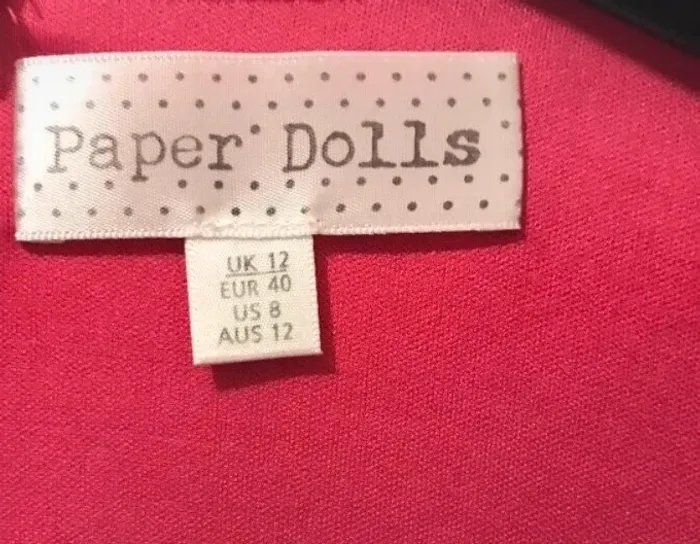 Paper Dolls
UK 12
EUR 40
US 8
AUS 12